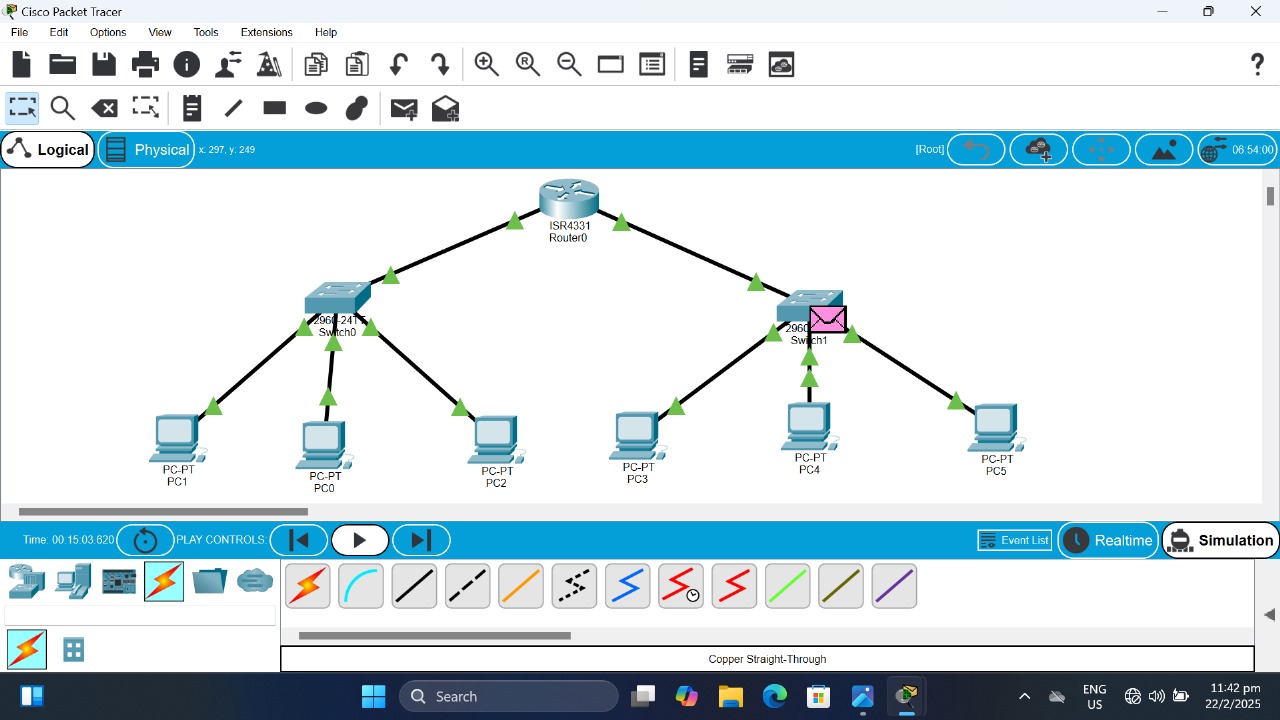 Cisco Packet Tracer
File Edit Options View Tools Extensions Help
Logical Physical x: 297, y: 249 [Root] 06:54:00
ISR4331
Router0
2960-24TT
Switch0
2960
Switch1
PC-PT
PC1
PC-PT
PC0
PC-PT
PC2
PC-PT
PC3
PC-PT
PC4
PC-PT
PC5
Time: 00:15:03.620 PLAY CONTROLS: Event List Realtime Simulation
Copper Straight-Through
Search
ENG
US
11:42 pm
22/2/2025